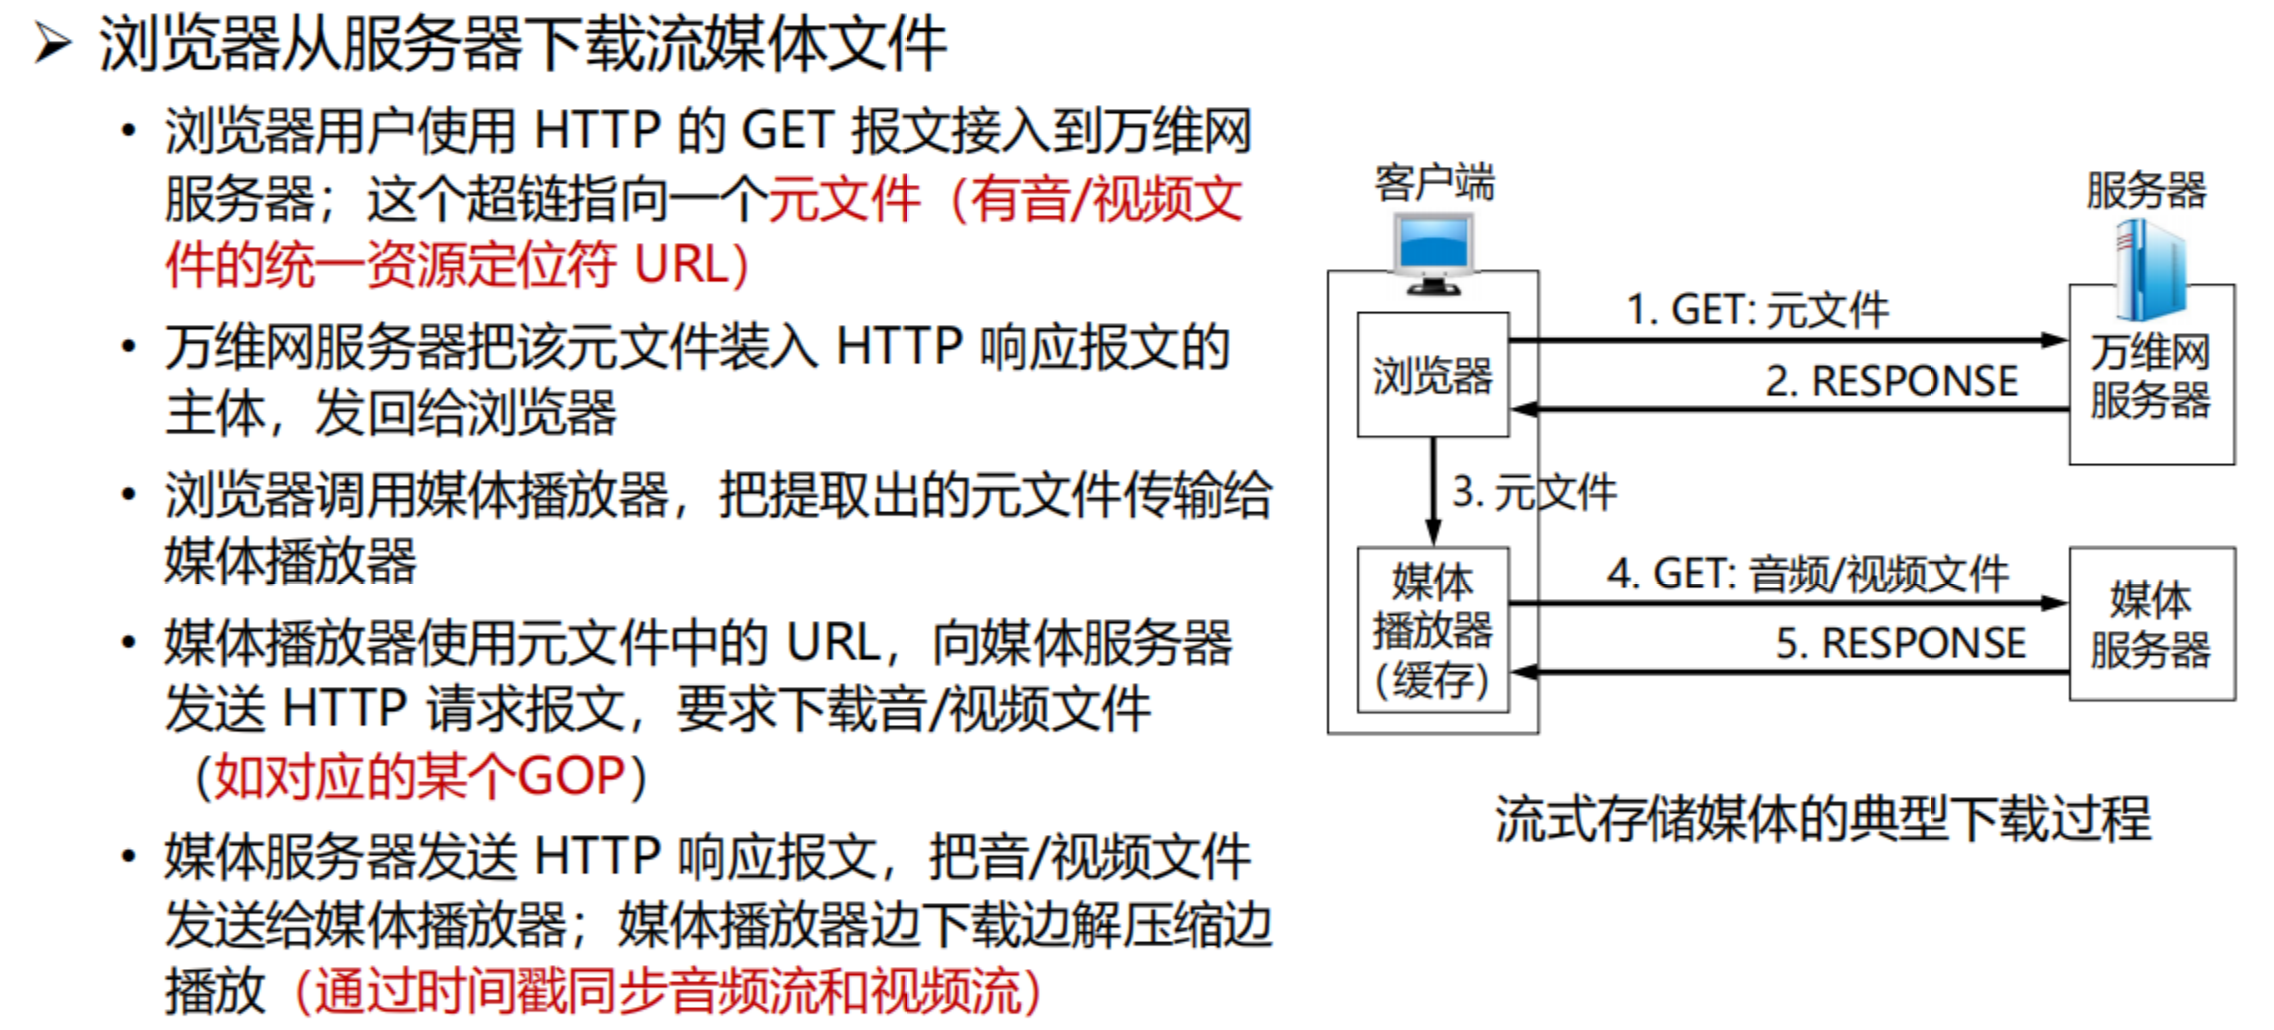 ➢ 浏览器从服务器下载流媒体文件
• 浏览器用户使用 HTTP 的 GET 报文接入到万维网
服务器；这个超链指向一个元文件（有音/视频文
件的统一资源定位符 URL）
• 万维网服务器把该元文件装入 HTTP 响应报文的
主体，发回给浏览器
• 浏览器调用媒体播放器，把提取出的元文件传输给
媒体播放器
• 媒体播放器使用元文件中的 URL，向媒体服务器
发送 HTTP 请求报文，要求下载音/视频文件
（如对应的某个GOP）
• 媒体服务器发送 HTTP 响应报文，把音/视频文件
发送给媒体播放器；媒体播放器边下载边解压缩边
播放（通过时间戳同步音频流和视频流）
客户端
服务器
浏览器
1. GET: 元文件
2. RESPONSE
万维网
服务器
3. 元文件
媒体
播放器
（缓存）
4. GET: 音频/视频文件
5. RESPONSE
媒体
服务器
流式存储媒体的典型下载过程